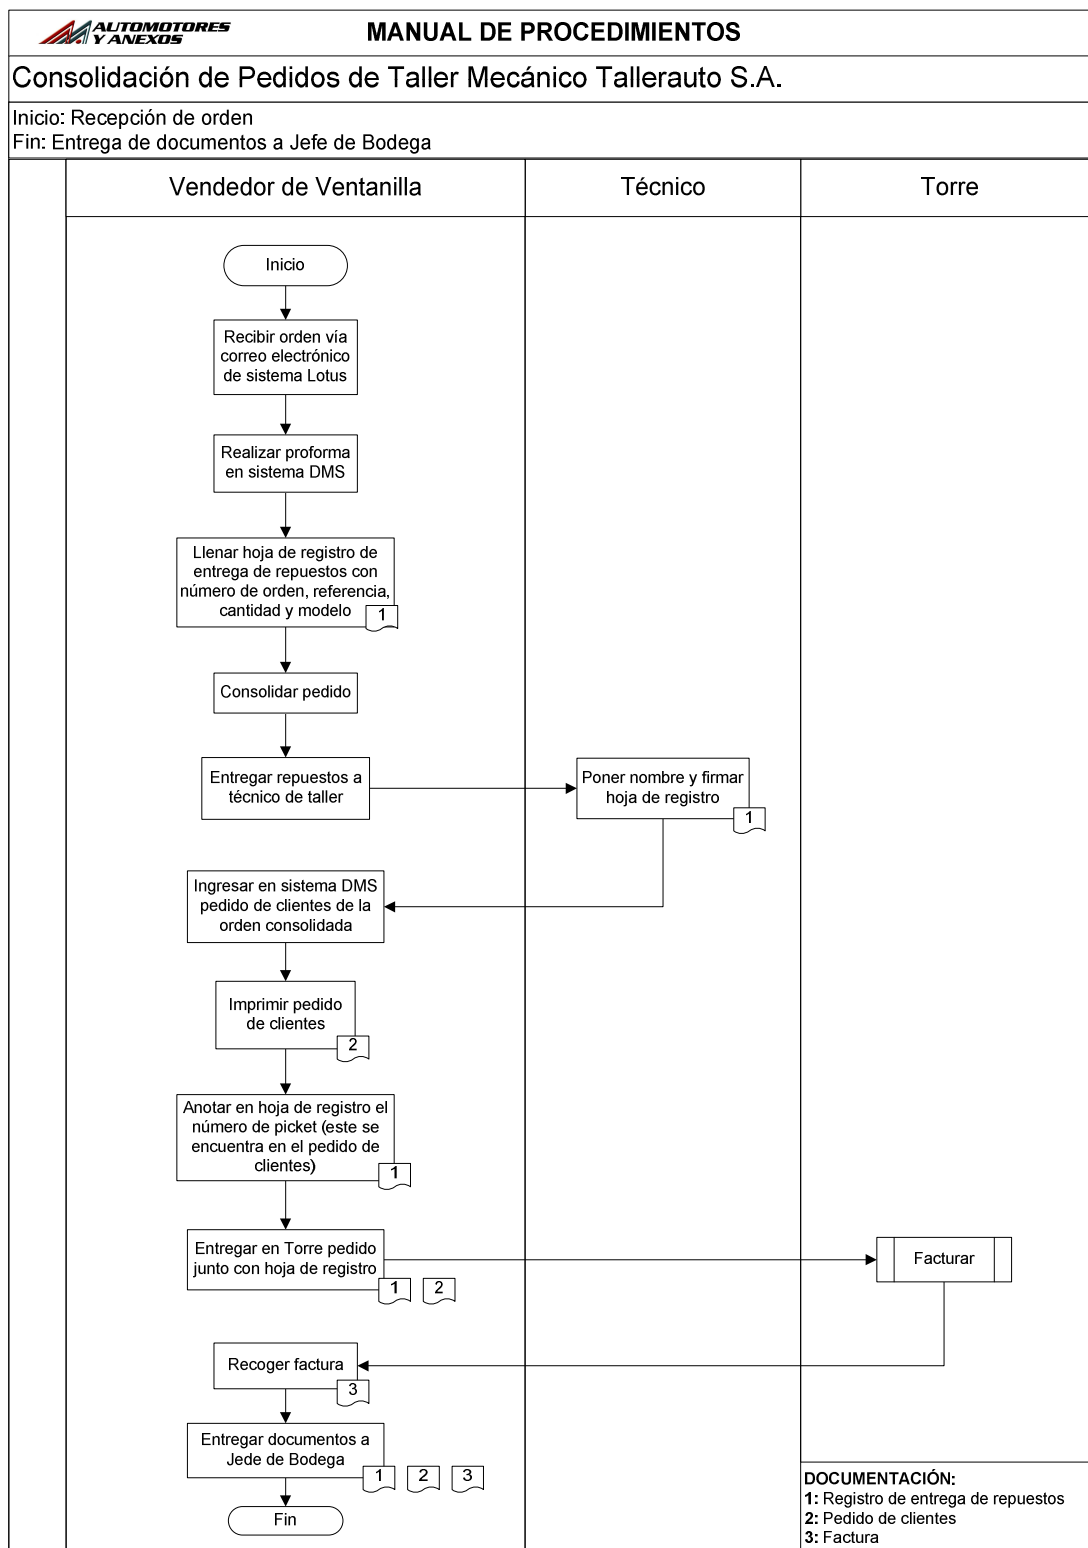 AUTOMOTORES
Y ANEXOS
MANUAL DE PROCEDIMIENTOS
Consolidación de Pedidos de Taller Mecánico Tallerauto S.A.
Inicio: Recepción de orden
Fin: Entrega de documentos a Jefe de Bodega
Vendedor de Ventanilla
Técnico
Torre
Inicio
Recibir orden vía
correo electrónico
de sistema Lotus
Realizar proforma
en sistema DMS
Llenar hoja de registro de
entrega de repuestos con
número de orden, referencia,
cantidad y modelo
1
Consolidar pedido
Entregar repuestos a
técnico de taller
Poner nombre y firmar
hoja de registro
1
Ingresar en sistema DMS
pedido de clientes de la
orden consolidada
Imprimir pedido
de clientes
2
Anotar en hoja de registro el
número de picket (este se
encuentra en el pedido de
clientes)
1
Entregar en Torre pedido
junto con hoja de registro
1
2
Facturar
Recoger factura
3
Entregar documentos a
Jede de Bodega
1
2
3
Fin
DOCUMENTACIÓN:
1: Registro de entrega de repuestos
2: Pedido de clientes
3: Factura